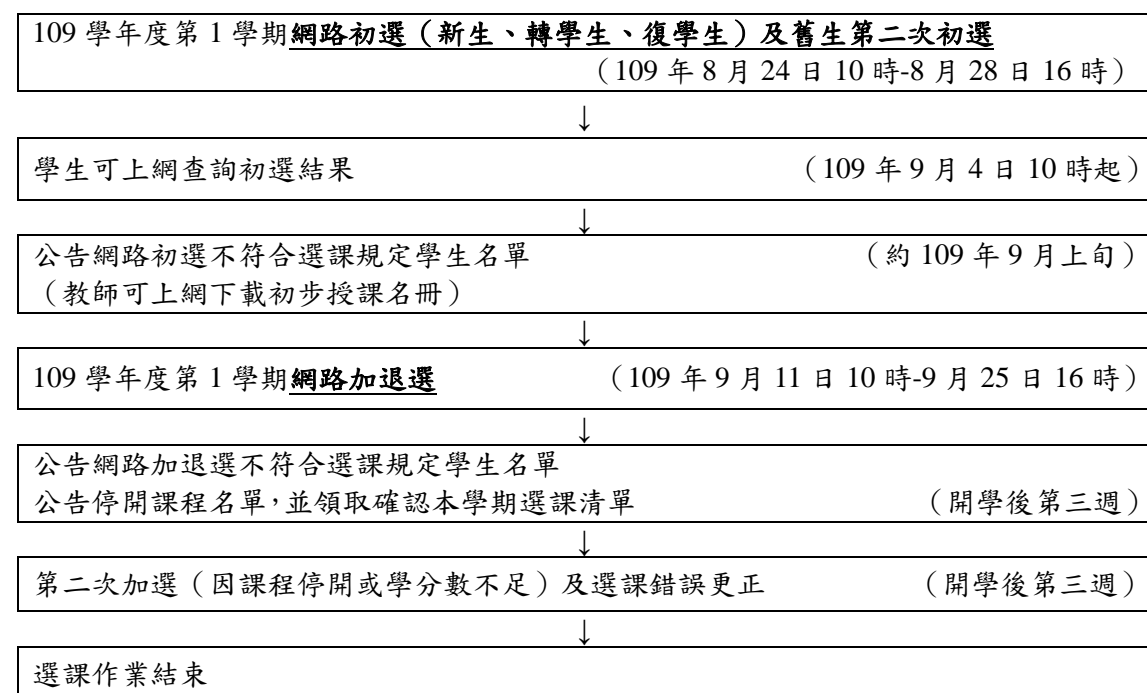 109 學年度第 1 學期網路初選（新生、轉學生、復學生）及舊生第二次初選
（109 年 8 月 24 日 10 時-8 月 28 日 16 時）
↓
學生可上網查詢初選結果 （109 年 9 月 4 日 10 時起）
↓
公告網路初選不符合選課規定學生名單 （約 109 年 9 月上旬）
（教師可上網下載初步授課名冊）
↓
109 學年度第 1 學期網路加退選 （109 年 9 月 11 日 10 時-9 月 25 日 16 時）
↓
公告網路加退選不符合選課規定學生名單
公告停開課程名單，並領取確認本學期選課清單 （開學後第三週）
↓
第二次加選（因課程停開或學分數不足）及選課錯誤更正 （開學後第三週）
↓
選課作業結束